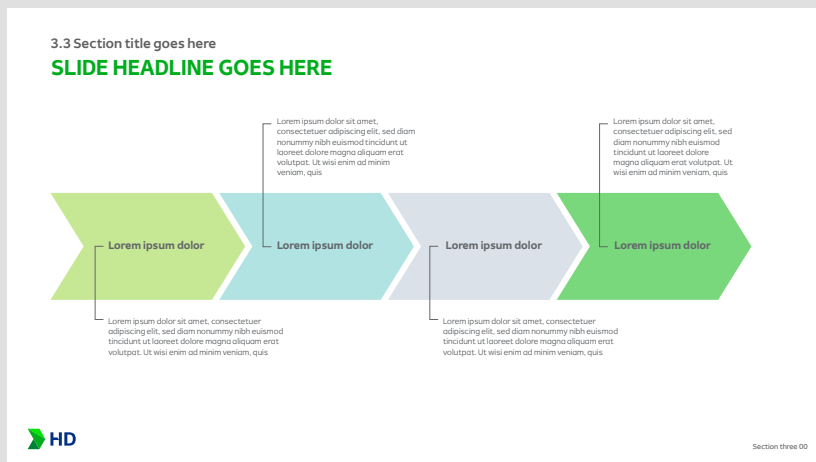 3.3 Section title goes here
SLIDE HEADLINE GOES HERE
Lorem ipsum dolor sit amet,
consectetuer adipiscing elit, sed diam
nonummy nibh euismod tincidunt ut
laoreet dolore magna aliquam erat
volutpat. Ut wisi enim ad minim
veniam, quis
Lorem ipsum dolor sit amet,
consectetuer adipiscing elit, sed
diam nonummy nibh euismod
tincidunt ut laoreet dolore
magna aliquam erat volutpat. Ut
wisi enim ad minim veniam, quis
Lorem ipsum dolor
Lorem ipsum dolor
Lorem ipsum dolor
Lorem ipsum dolor
Lorem ipsum dolor sit amet, consectetuer
adipiscing elit, sed diam nonummy nibh euismod
tincidunt ut laoreet dolore magna aliquam erat
volutpat. Ut wisi enim ad minim veniam, quis
Lorem ipsum dolor sit amet, consectetuer
adipiscing elit, sed diam nonummy nibh euismod
tincidunt ut laoreet dolore magna aliquam erat
volutpat. Ut wisi enim ad minim veniam, quis
HD
Section three 00